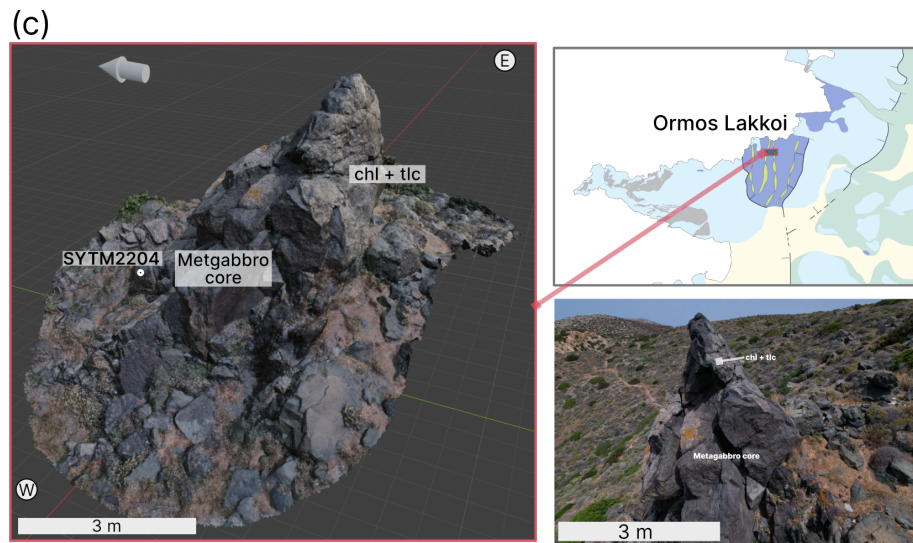 (c)
E
chl + tlc
SYTM2204
Metgabbro
core
W
3 m
Ormos Lakkoi
chl + tlc
Metagabbro core
3 m